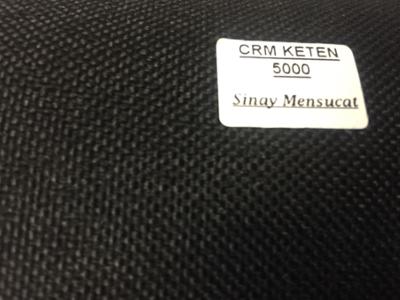 CRM KETEN
5000
Sinay Mensucat